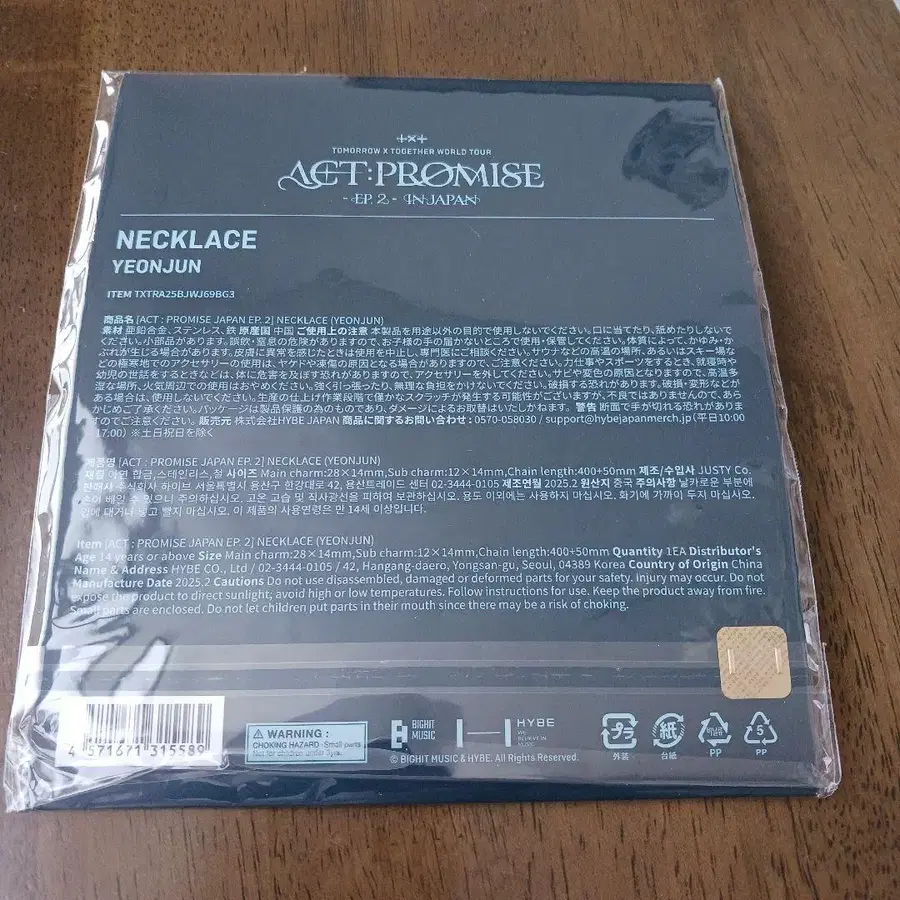 +×+
TOMORROW X TOGETHER WORLD TOUR
ACT:PROMISE
- EP. 2 - IN JAPAN
NECKLACE
YEONJUN
ITEM TXTRA25BJWJ69BG3
商品名 [ACT : PROMISE JAPAN EP. 2] NECKLACE (YEONJUN)
素材 亜鉛合金、ステンレス、鉄 原産国 中国 ご使用上の注意 本製品を用途以外の目的で使用しないでください。口に当てたり、舐めたりしないで
ください。小部品があります。誤飲・窒息の危険がありますので、お子様の手の届かないところで使用・保管してください。体質によって、かゆみ・か
ぶれが生じる場合があります。皮膚に異常を感じたときは使用を中止し、専門医にご相談ください。サウナなどの高温の場所、あるいはスキー場な
どの極寒地でのアクセサリーの使用は、ヤケドや凍傷の原因となる場合がありますので、ご注意ください。力仕事やスポーツをするとき、就寝時や
幼児の世話をするときなどは、体に危害を及ぼす恐れがありますので、アクセサリーを外してください。サビや変色の原因となりますので、高温多
湿な場所、火気周辺での使用はおやめください。強く引っ張ったり、無理な負担をかけないでください。破損する恐れがあります。破損・変形などが
ある場合は、使用しないでください。生産の仕上げ作業段階で僅かなスクラッチが発生する可能性がございますが、不良ではありませんので、あら
かじめご了承ください。パッケージは製品保護の為のものであり、ダメージによるお取替はいたしかねます。 警告 断面で手が切れる恐れがありま
すのでご注意ください。 販売元 株式会社HYBE JAPAN 商品に関するお問い合わせ : 0570-058030 / support@hybejapanmerch.jp（平日10:00
- 17:00） ※土日祝日を除く
제품명 [ACT : PROMISE JAPAN EP. 2] NECKLACE (YEONJUN)
재질 아연 합금, 스테인리스, 철 사이즈 Main charm:28×14mm,Sub charm:12×14mm,Chain length:400+50mm 제조/수입사 JUSTY Co.
판매사 주식회사 하이브 서울특별시 용산구 한강대로 42, 용산트레이드 센터 02-3444-0105 제조연월 2025.2 원산지 중국 주의사항 날카로운 부분에
손이 베일 수 있으니 주의하십시오. 고온 고습 및 직사광선을 피하여 보관하십시오. 용도 이외에는 사용하지 마십시오. 화기에 가까이 두지 마십시오.
입에 대거나 빨고 빨지 마십시오. 이 제품의 사용연령은 만 14세 이상입니다.
Item [ACT : PROMISE JAPAN EP. 2] NECKLACE (YEONJUN)
Age 14 years or above Size Main charm:28×14mm,Sub charm:12×14mm,Chain length:400+50mm Quantity 1EA Distributor's
Name & Address HYBE CO., Ltd / 02-3444-0105 / 42, Hangang-daero, Yongsan-gu, Seoul, 04389 Korea Country of Origin China
Manufacture Date 2025.2 Cautions Do not use disassembled, damaged or deformed parts for your safety. Injury may occur. Do not
expose the product to direct sunlight; avoid high or low temperatures. Follow instructions for use. Keep the product away from fire.
Small parts are enclosed. Do not let children put parts in their mouth since there may be a risk of choking.
4 571671 315589
WARNING :
CHOKING HAZARD -Small parts
Not for children under 3yrs.
BIGHIT
MUSIC
HYBE
WE
BELIEVE IN
MUSIC
© BIGHIT MUSIC & HYBE. All Rights Reserved.
プラ
外装
紙
台紙
비닐류
PP
5
PP